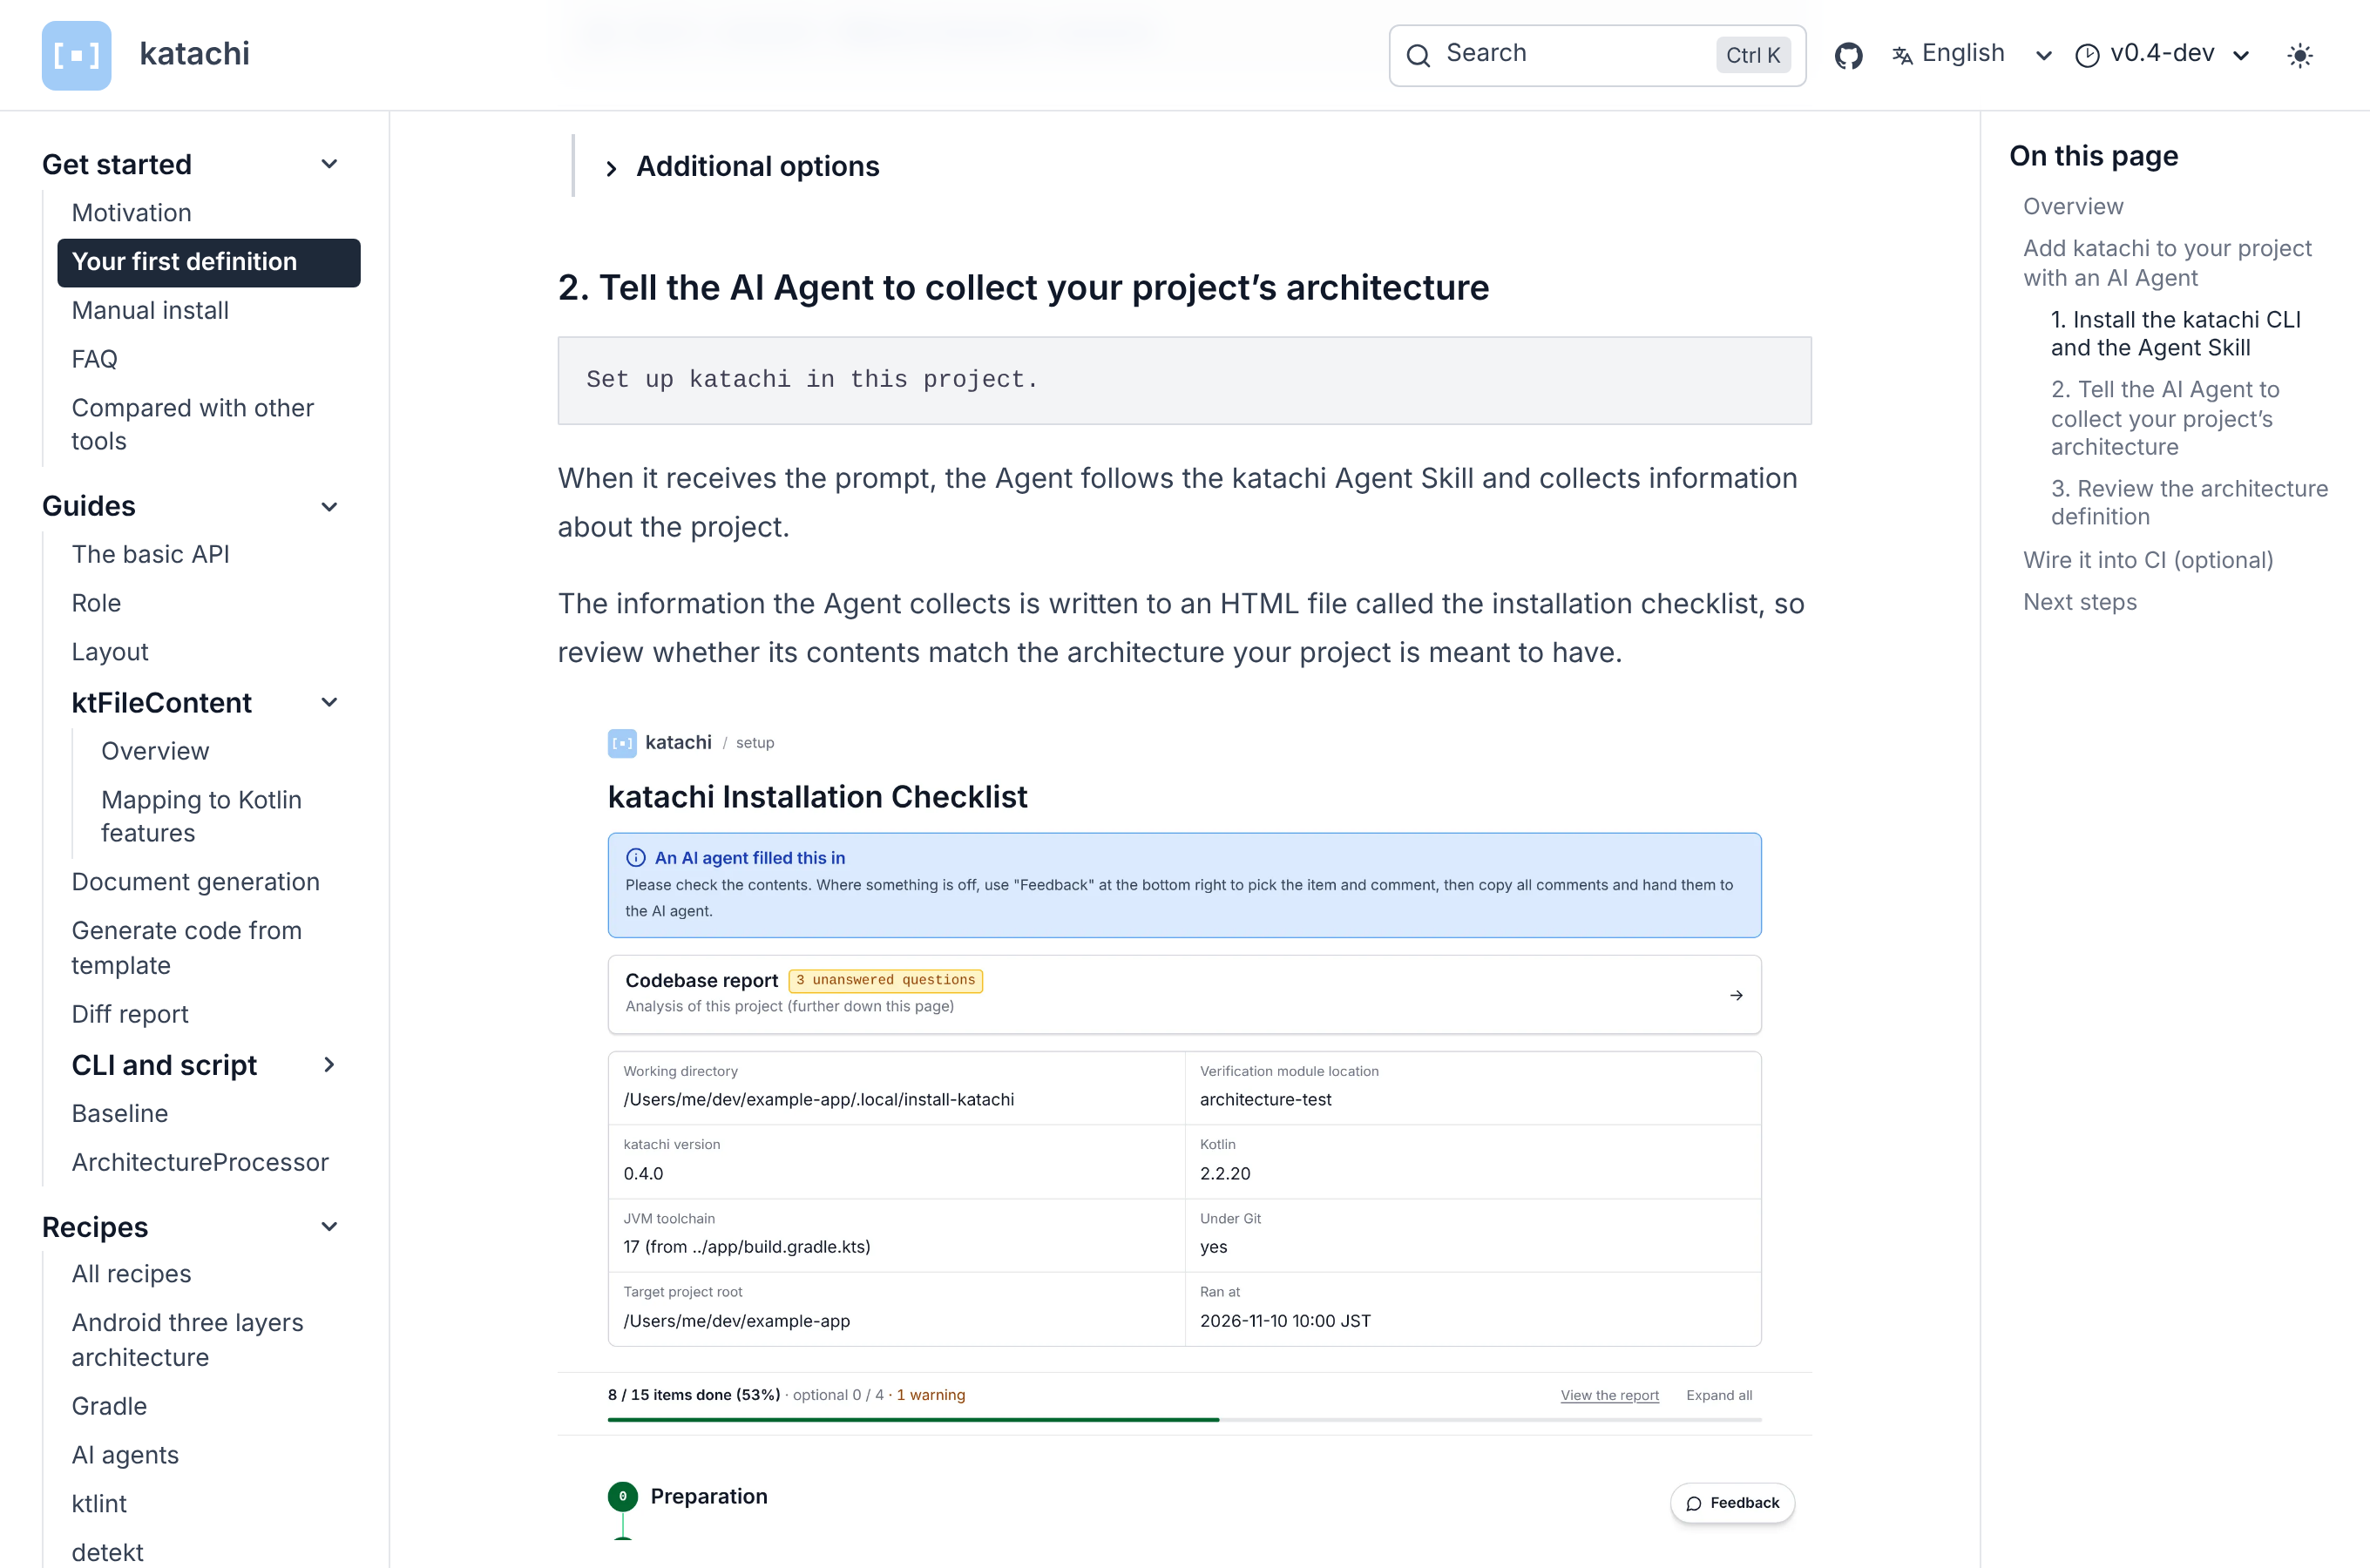 [▪] katachi
Search
Ctrl K
English
v0.4-dev
Get started
Motivation
Your first definition
Manual install
FAQ
Compared with other
tools
Guides
The basic API
Role
Layout
ktFileContent
Overview
Mapping to Kotlin
features
Document generation
Generate code from
template
Diff report
CLI and script
Baseline
ArchitectureProcessor
Recipes
All recipes
Android three layers
architecture
Gradle
AI agents
ktlint
detekt
Additional options
2. Tell the AI Agent to collect your project’s architecture
Set up katachi in this project.
When it receives the prompt, the Agent follows the katachi Agent Skill and collects information
about the project.
The information the Agent collects is written to an HTML file called the installation checklist, so
review whether its contents match the architecture your project is meant to have.
[▪] katachi / setup
katachi Installation Checklist
An AI agent filled this in
Please check the contents. Where something is off, use "Feedback" at the bottom right to pick the item and comment, then copy all comments and hand them to
the AI agent.
Codebase report 3 unanswered questions
Analysis of this project (further down this page)
Working directory
/Users/me/dev/example-app/.local/install-katachi
Verification module location
architecture-test
katachi version
0.4.0
Kotlin
2.2.20
JVM toolchain
17 (from ../app/build.gradle.kts)
Under Git
yes
Target project root
/Users/me/dev/example-app
Ran at
2026-11-10 10:00 JST
8 / 15 items done (53%) · optional 0 / 4 · 1 warning
View the report
Expand all
0 Preparation
Feedback
On this page
Overview
Add katachi to your project
with an AI Agent
1. Install the katachi CLI
and the Agent Skill
2. Tell the AI Agent to
collect your project’s
architecture
3. Review the architecture
definition
Wire it into CI (optional)
Next steps